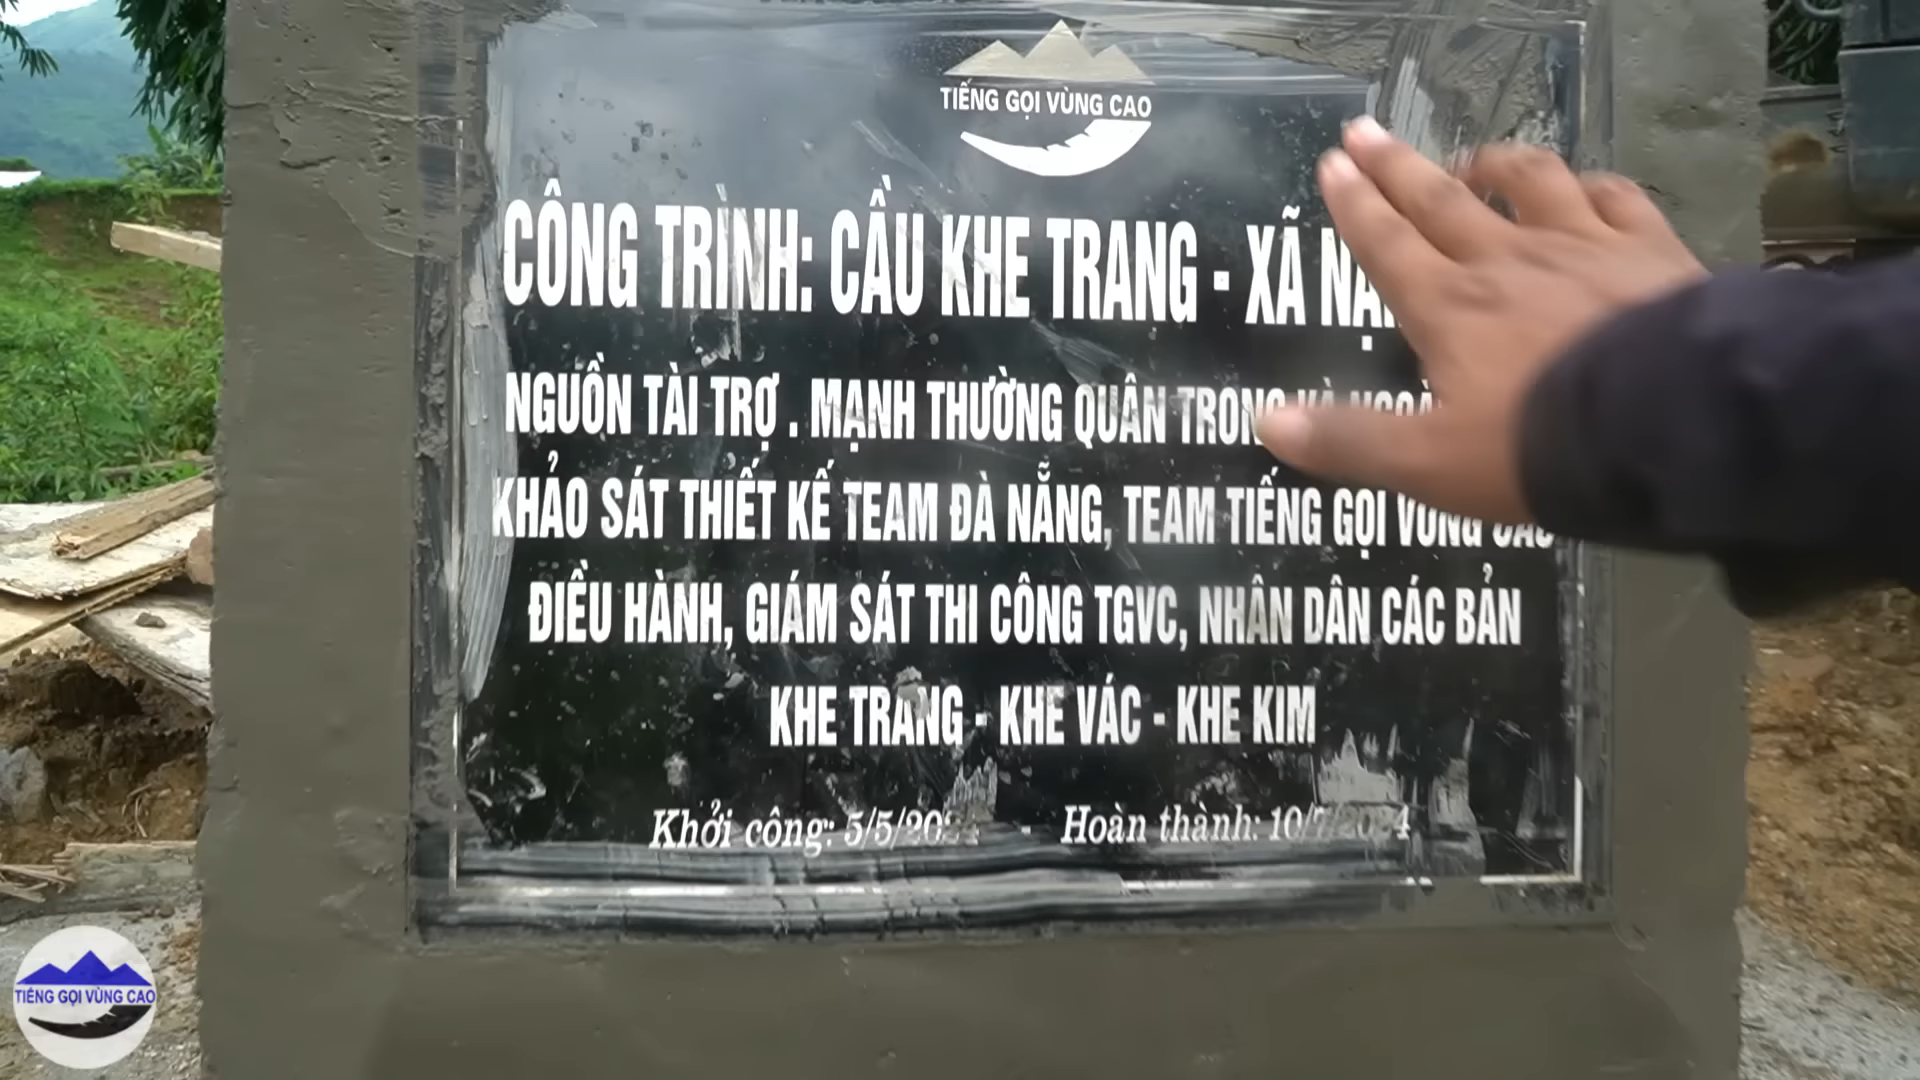 TIẾNG GỌI VÙNG CAO
CÔNG TRÌNH: CẦU KHE TRANG - XÃ
NGUỒN TÀI TRỢ . MẠNH THƯỜNG QUÂN TRONG
KHẢO SÁT THIẾT KẾ TEAM ĐÀ NẴNG, TEAM TIẾNG GỌI VÙNG CAO
ĐIỀU HÀNH, GIÁM SÁT THI CÔNG TGVC, NHÂN DÂN CÁC BẢN
KHE TRANG - KHE VÁC - KHE KIM
Khởi công: 5/5/2024 - Hoàn thành: 10/7/2024
TIẾNG GỌI VÙNG CAO